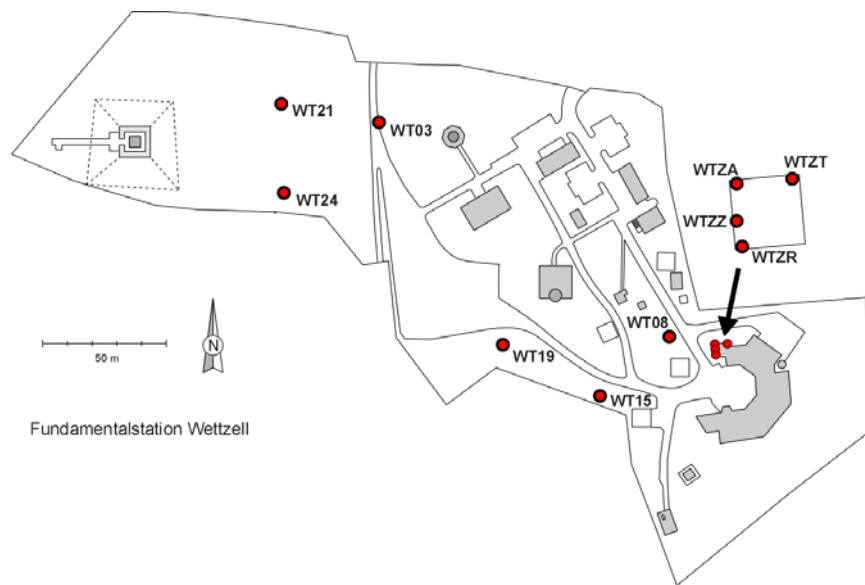 WT21
WT03
WTZA
WTZT
WT24
WTZZ
WTZR
WT08
N
50 m
WT19
WT15
Fundamentalstation Wettzell